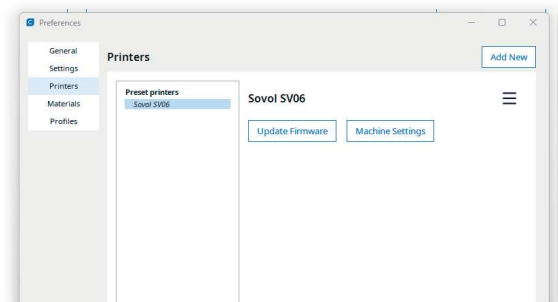 Preferences
General
Settings
Printers
Materials
Profiles
Printers
Add New
Preset printers
Sovol SV06
Sovol SV06
Update Firmware
Machine Settings